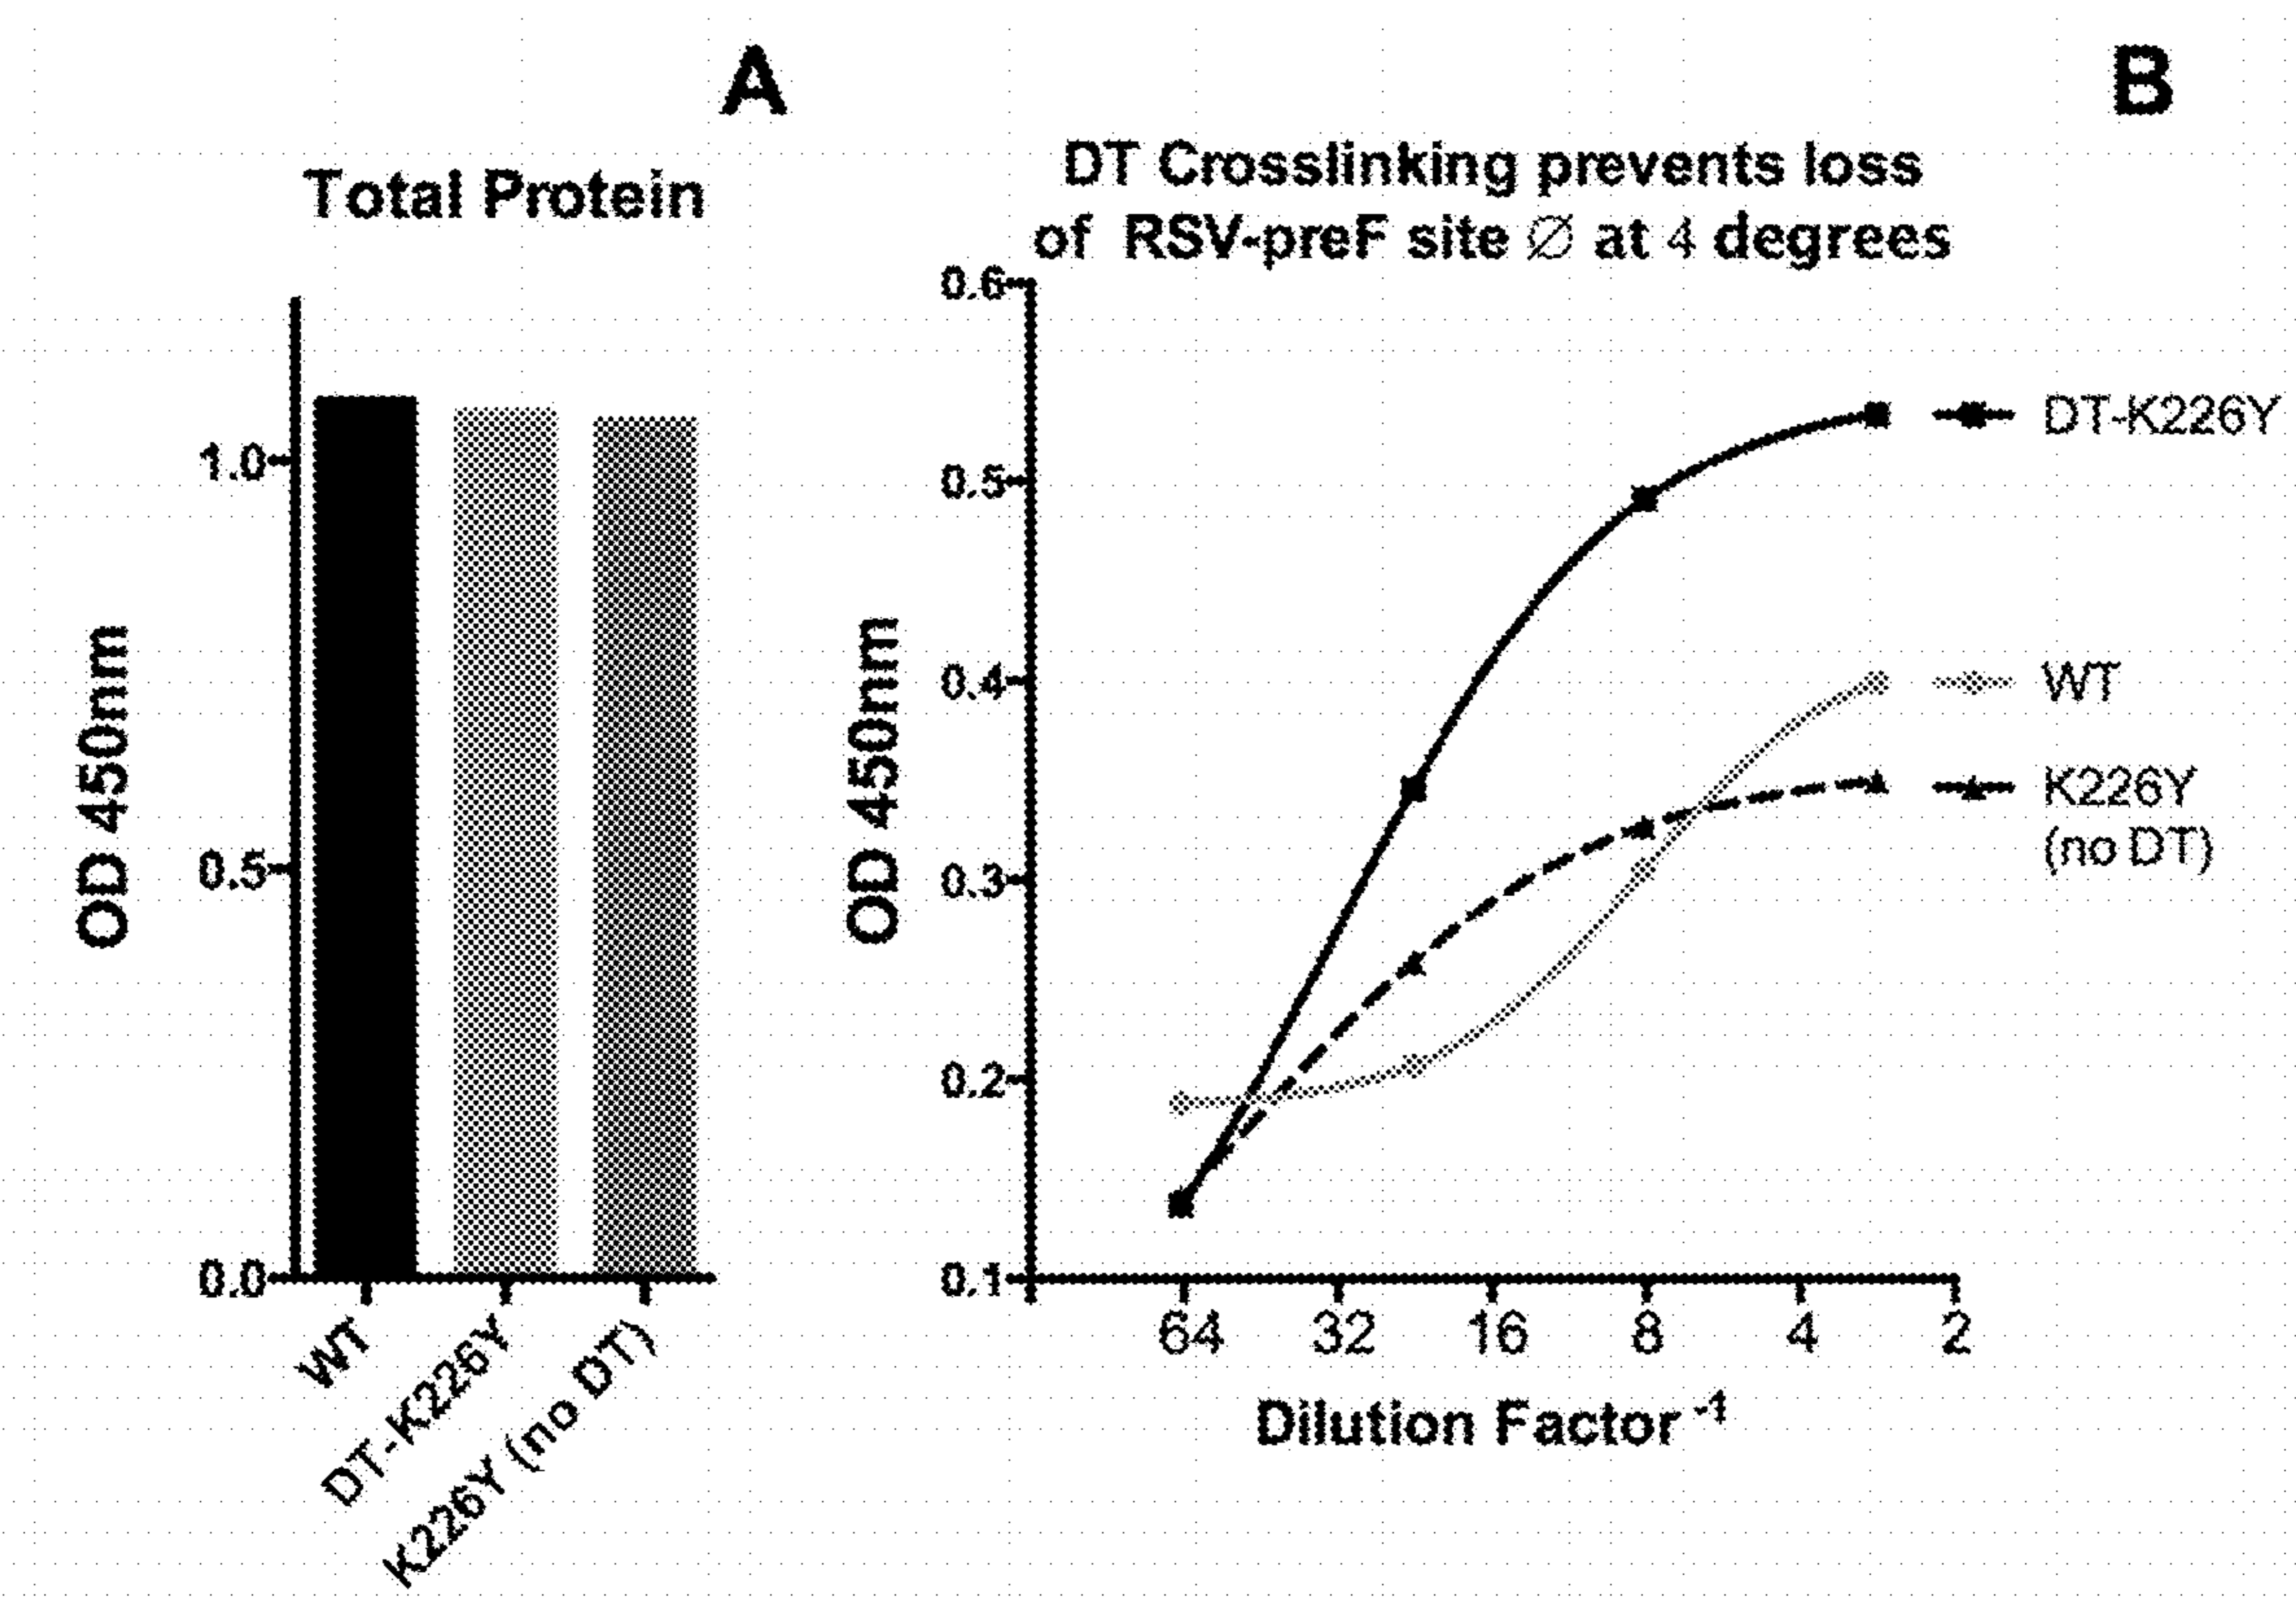 A
Total Protein
OD 450nm
1.0
0.5
0.0
WT
DT-K226Y
K226Y (no DT)
B
DT Crosslinking prevents loss
of RSV-preF site ∅ at 4 degrees
OD 450nm
0.6
0.5
0.4
0.3
0.2
0.1
64 32 16 8 4 2
Dilution Factor -1
DT-K226Y
WT
K226Y
(no DT)